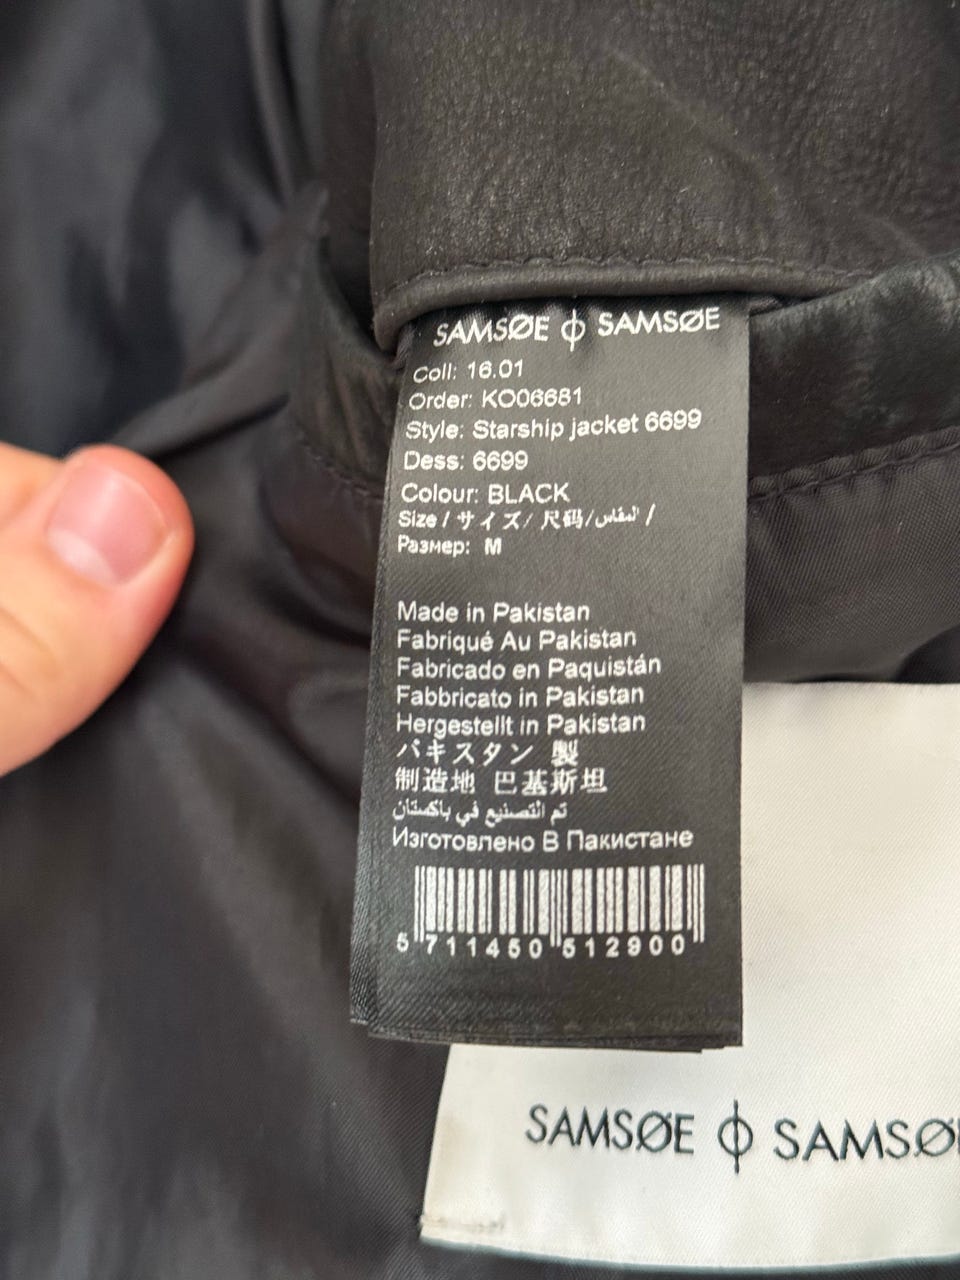 SAMSØE ϕ SAMSØE
Coll: 16.01
Order: KO06681
Style: Starship jacket 6699
Dess: 6699
Colour: BLACK
Size / サイズ / 尺码 / المقاس /
Размер: M
Made in Pakistan
Fabriqué Au Pakistan
Fabricado en Paquistán
Fabbricato in Pakistan
Hergestellt in Pakistan
パキスタン 製
制造地 巴基斯坦
تم التصنيع في باكستان
Изготовлено В Пакистане
5 711450 512900
SAMSØE ϕ SAMSØE